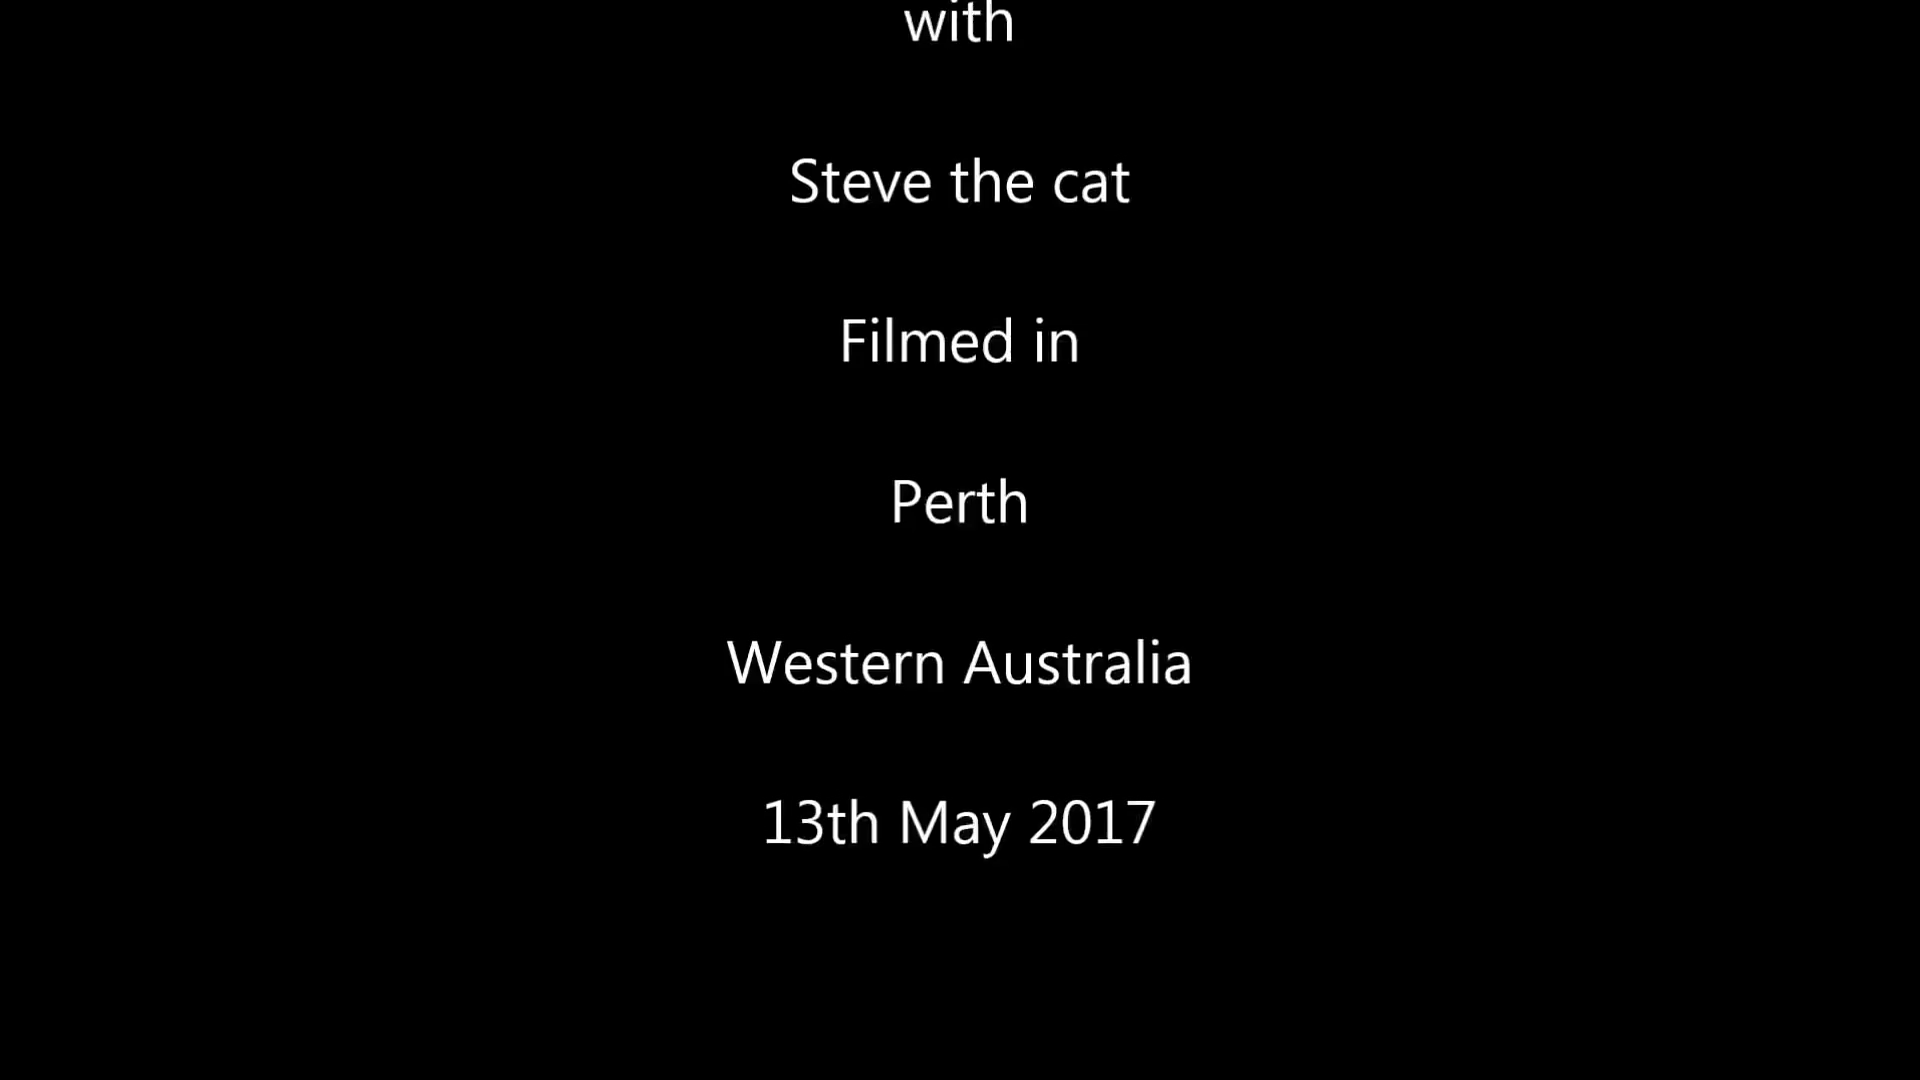 with
Steve the cat
Filmed in
Perth
Western Australia
13th May 2017